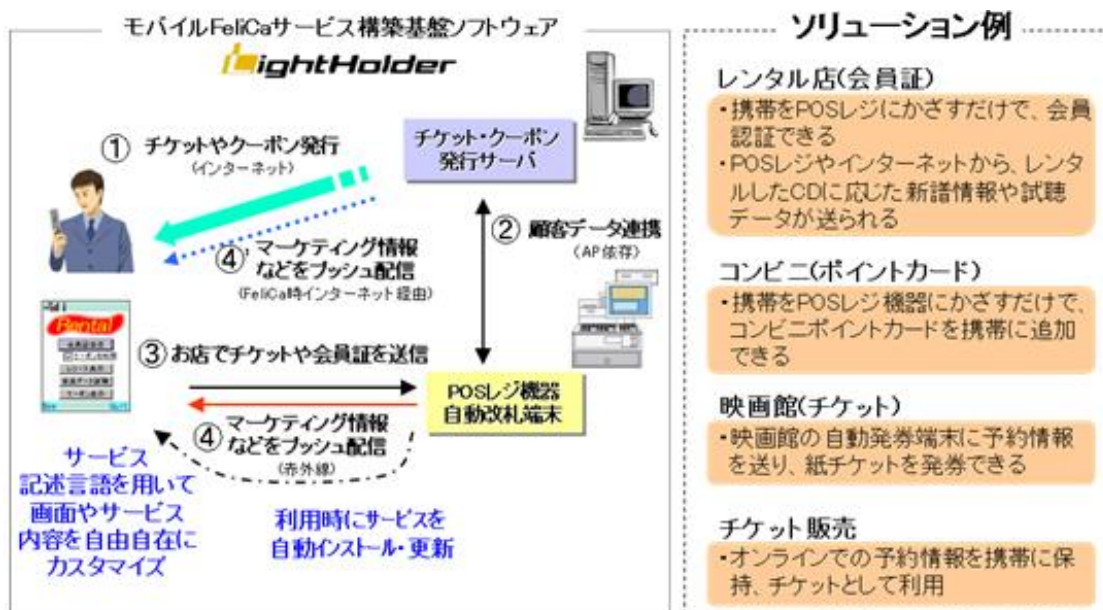 モバイルFeliCaサービス構築基盤ソフトウェア
LightHolder
① チケットやクーポン発行
(インターネット)
チケット・クーポン
発行サーバ
② 顧客データ連携
(AP依存)
④' マーケティング情報
などをプッシュ配信
(FeliCa時インターネット経由)
Rental
③ お店でチケットや会員証を送信
POSレジ機器
自動改札端末
④ マーケティング情報
などをプッシュ配信
(赤外線)
サービス
記述言語を用いて
画面やサービス
内容を自由自在に
カスタマイズ
利用時にサービスを
自動インストール・更新
ソリューション例
レンタル店(会員証)
・携帯をPOSレジにかざすだけで、会員
認証できる
・POSレジやインターネットから、レン
タルしたCDに応じた新譜情報や試聴
データが送られる
コンビニ(ポイントカード)
・携帯をPOSレジ機器にかざすだけで、
コンビニポイントカードを携帯に追加
できる
映画館(チケット)
・映画館の自動発券端末に予約情報
を送り、紙チケットを発券できる
チケット販売
・オンラインでの予約情報を携帯に保
持、チケットとして利用